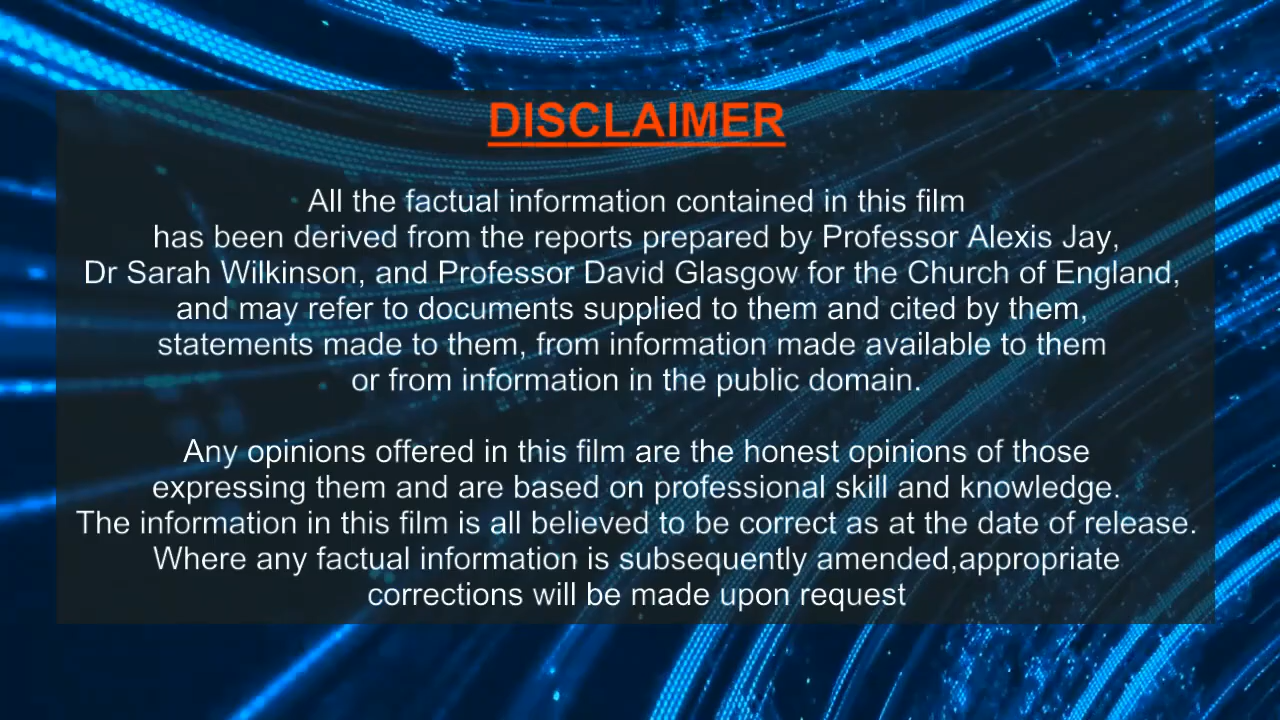 DISCLAIMER
All the factual information contained in this film
has been derived from the reports prepared by Professor Alexis Jay,
Dr Sarah Wilkinson, and Professor David Glasgow for the Church of England,
and may refer to documents supplied to them and cited by them,
statements made to them, from information made available to them
or from information in the public domain.
Any opinions offered in this film are the honest opinions of those
expressing them and are based on professional skill and knowledge.
The information in this film is all believed to be correct as at the date of release.
Where any factual information is subsequently amended,appropriate
corrections will be made upon request